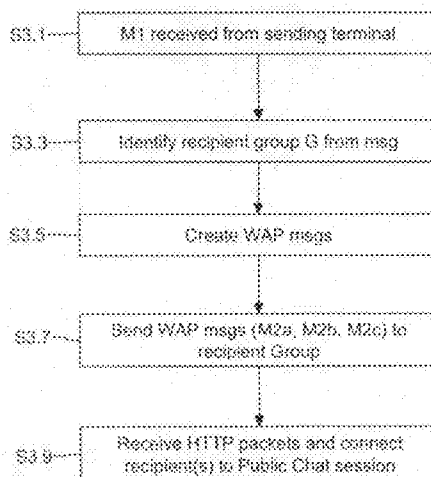 S3.1
M1 received from sending terminal
S3.3
Identify recipient group G from msg
S3.5
Create WAP msgs
S3.7
Send WAP msgs (M2a, M2b, M2c) to
recipient Group
S3.9
Receive HTTP packets and connect
recipient(s) to Public Chat session